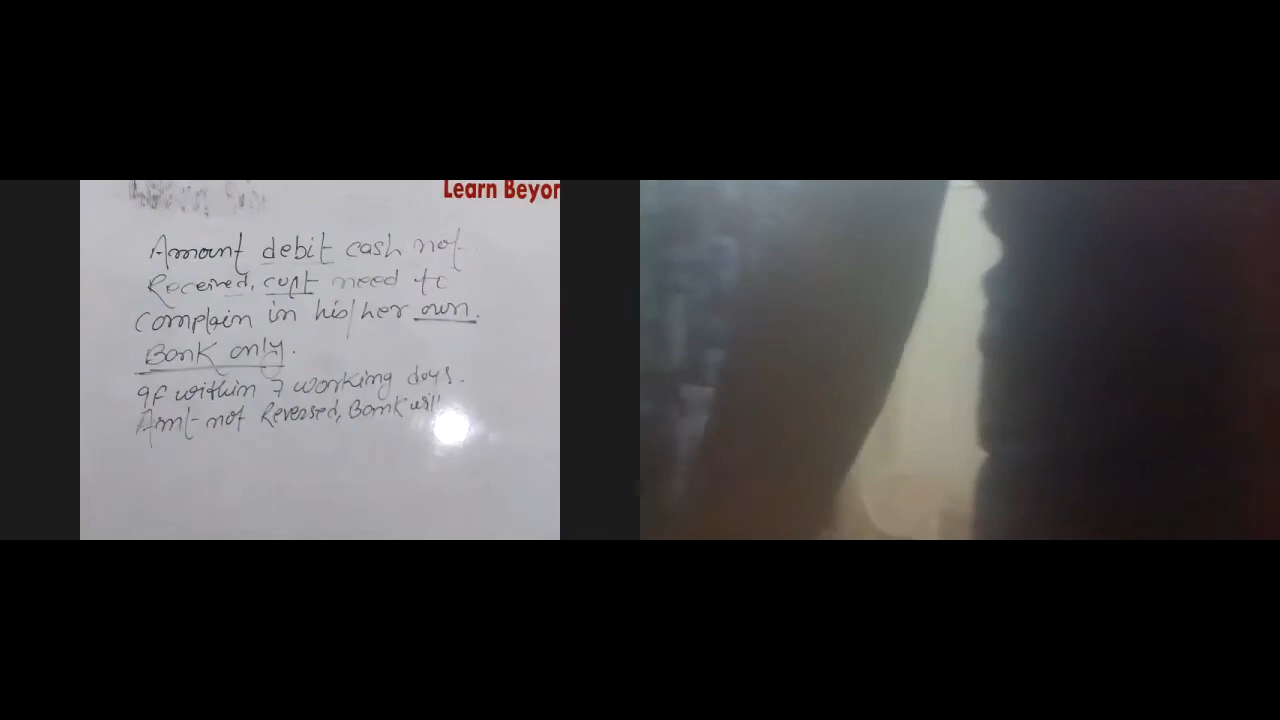 Learn Beyon
Amount debit cash not
Received, cust need to
Complain in his/her own.
Bank only.
If within 7 working days.
Amt not Reversed, Bank will